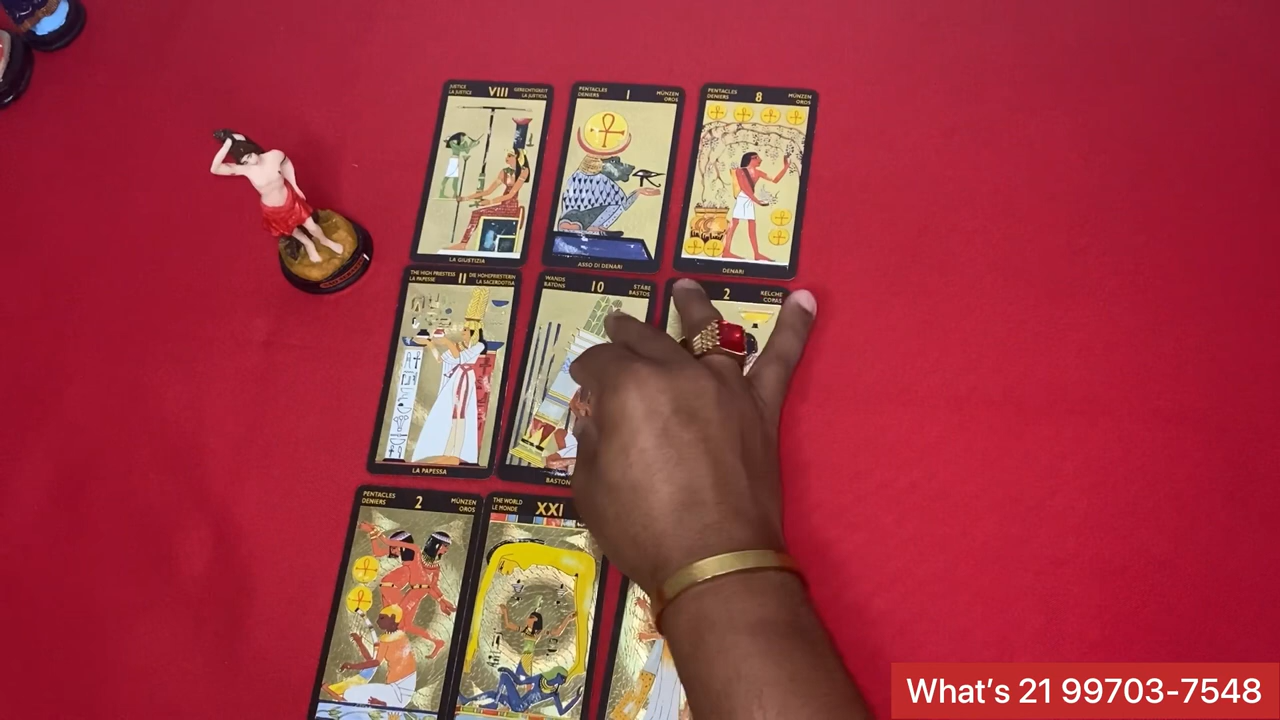 JUSTICE
LA JUSTICE
VIII
GERECHTIGKEIT
LA JUSTICIA
LA GIUSTIZIA
PENTACLES
DENIERS
I
MÜNZEN
OROS
ASSO DI DENARI
PENTACLES
DENIERS
8
MÜNZEN
OROS
DENARI
THE HIGH PRIESTESS
LA PAPESSE
II
DIE HOHEPRIESTERIN
LA SACERDOTISA
LA PAPESSA
WANDS
BATONS
10
STÄBE
BASTOS
BASTON
2
KELCHE
COPAS
PENTACLES
DENIERS
2
MÜNZEN
OROS
THE WORLD
LE MONDE
XXI
What's 21 99703-7548